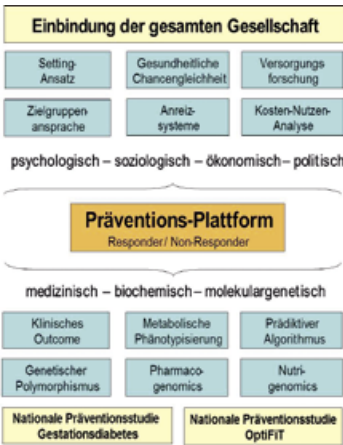 Einbindung der gesamten Gesellschaft
Setting-
Ansatz
Gesundheitliche
Chancengleichheit
Versorgungs
forschung
Zielgruppen
ansprache
Anreiz-
systeme
Kosten-Nutzen-
Analyse
psychologisch – soziologisch – ökonomisch – politisch
Präventions-Plattform
Responder / Non-Responder
medizinisch – biochemisch – molekulargenetisch
Klinisches
Outcome
Metabolische
Phänotypisierung
Prädiktiver
Algorithmus
Genetischer
Polymorphismus
Pharmaco-
genomics
Nutri-
genomics
Nationale Präventionsstudie
Gestationsdiabetes
Nationale Präventionsstudie
OptiFiT